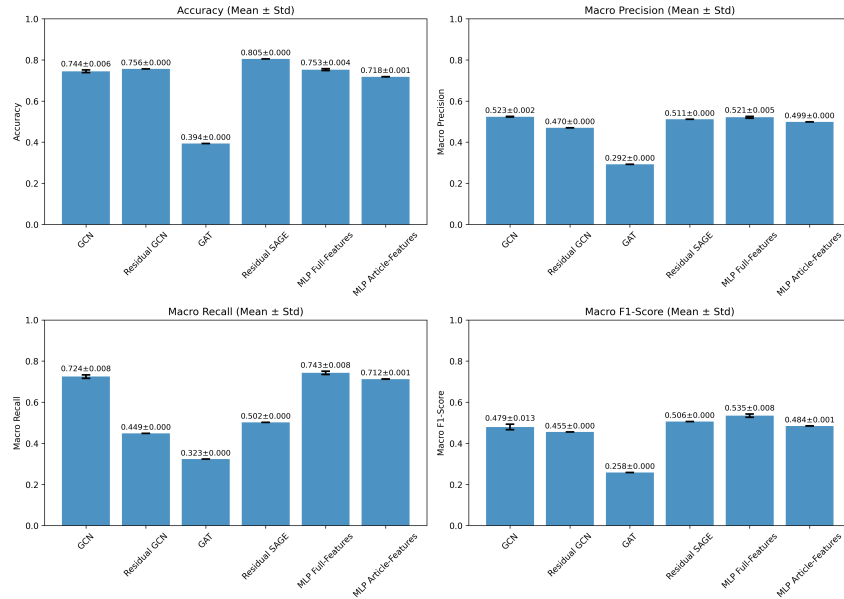 Accuracy (Mean ± Std)
1.0
0.8
0.6
0.4
0.2
0.0
Accuracy
0.744±0.006
0.756±0.000
0.394±0.000
0.805±0.000
0.753±0.004
0.718±0.001
GCN
Residual GCN
GAT
Residual SAGE
MLP Full-Features
MLP Article-Features
Macro Precision (Mean ± Std)
1.0
0.8
0.6
0.4
0.2
0.0
Macro Precision
0.523±0.002
0.470±0.000
0.292±0.000
0.511±0.000
0.521±0.005
0.499±0.000
GCN
Residual GCN
GAT
Residual SAGE
MLP Full-Features
MLP Article-Features
Macro Recall (Mean ± Std)
1.0
0.8
0.6
0.4
0.2
0.0
Macro Recall
0.724±0.008
0.449±0.000
0.323±0.000
0.502±0.000
0.743±0.008
0.712±0.001
GCN
Residual GCN
GAT
Residual SAGE
MLP Full-Features
MLP Article-Features
Macro F1-Score (Mean ± Std)
1.0
0.8
0.6
0.4
0.2
0.0
Macro F1-Score
0.479±0.013
0.455±0.000
0.258±0.000
0.506±0.000
0.535±0.008
0.484±0.001
GCN
Residual GCN
GAT
Residual SAGE
MLP Full-Features
MLP Article-Features